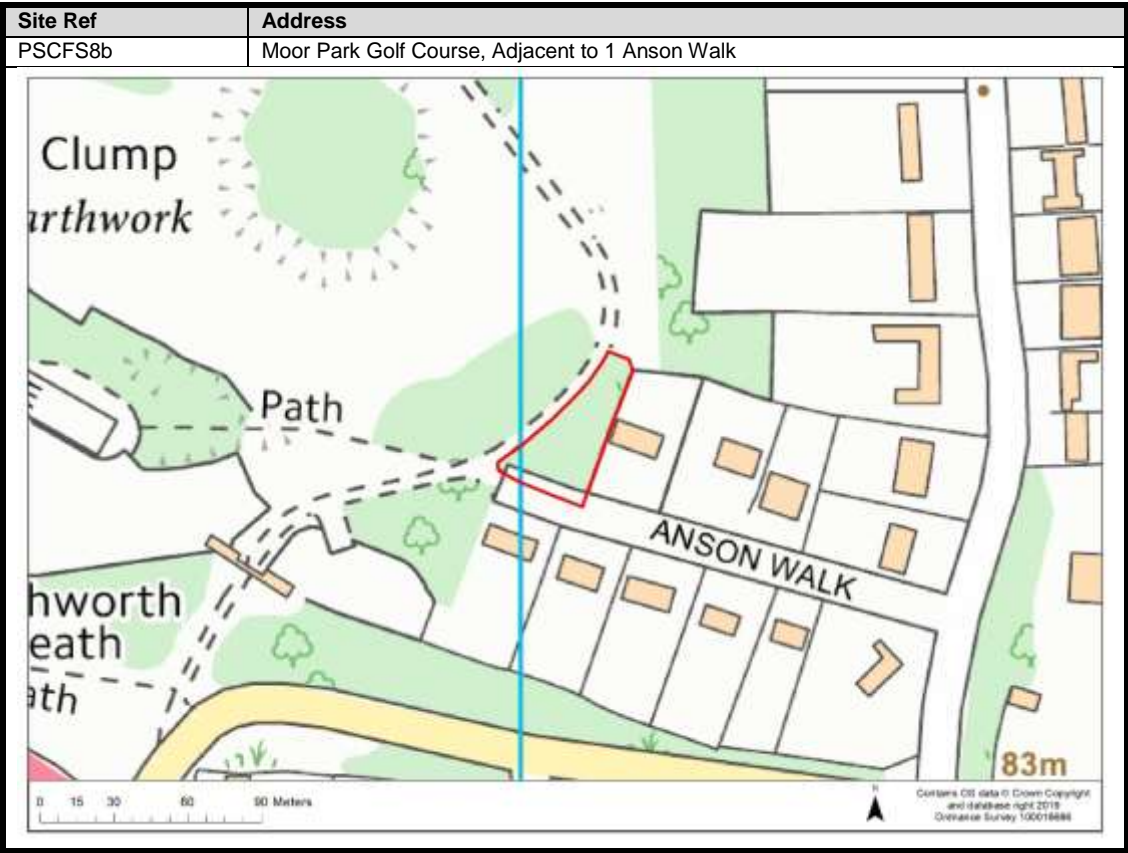 Site Ref Address
PSCFS8b Moor Park Golf Course, Adjacent to 1 Anson Walk
Clump
arthwork
Path
ANSON WALK
hworth
eath
ath
83m
0 15 30 60 90 Meters
N
Contains OS data © Crown Copyright
and database right 2019
Ordnance Survey 100018686